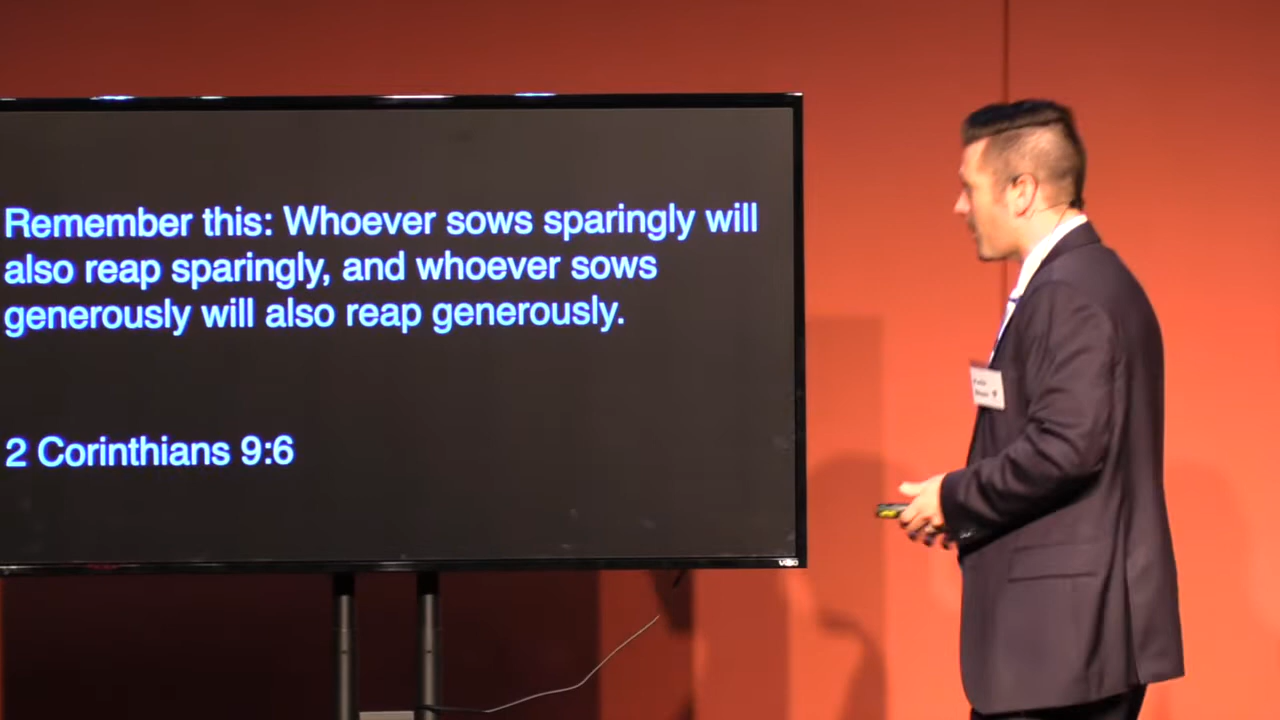 Remember this: Whoever sows sparingly will
also reap sparingly, and whoever sows
generously will also reap generously.
2 Corinthians 9:6
VIZIO